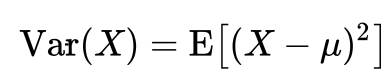 Var(X) = E[(X − μ)²]